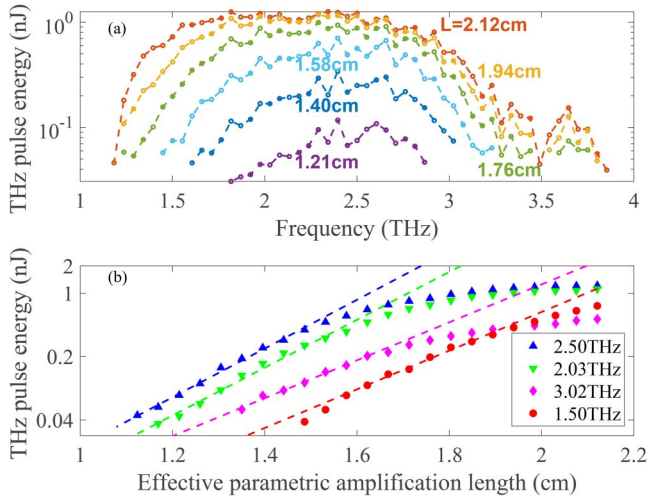 THz pulse energy (nJ)
(a)
10^0
10^-1
L=2.12cm
1.94cm
1.58cm
1.40cm
1.76cm
1.21cm
1 1.5 2 2.5 3 3.5 4
Frequency (THz)
THz pulse energy (nJ)
(b)
2
1
0.2
0.04
2.50THz
2.03THz
3.02THz
1.50THz
1 1.2 1.4 1.6 1.8 2 2.2
Effective parametric amplification length (cm)